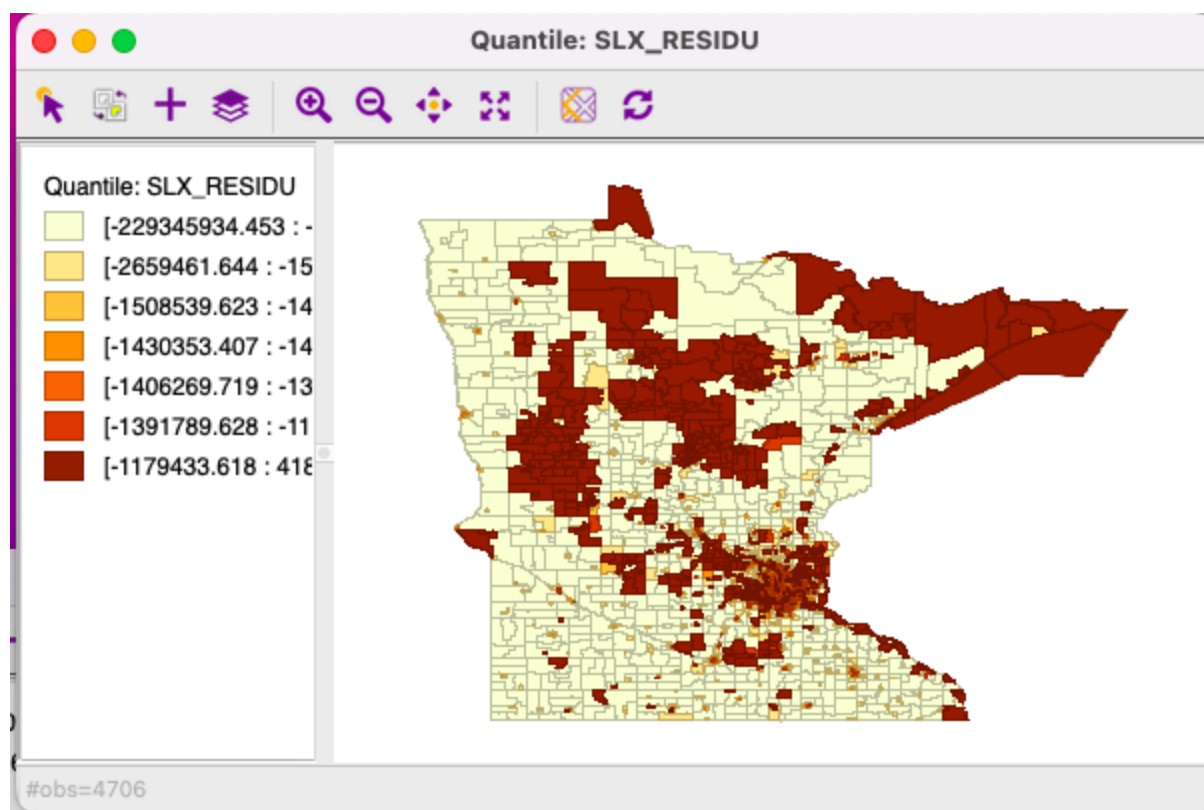 Quantile: SLX_RESIDU
Quantile: SLX_RESIDU
[-229345934.453 : -
[-2659461.644 : -15
[-1508539.623 : -14
[-1430353.407 : -14
[-1406269.719 : -13
[-1391789.628 : -11
[-1179433.618 : 418
#obs=4706